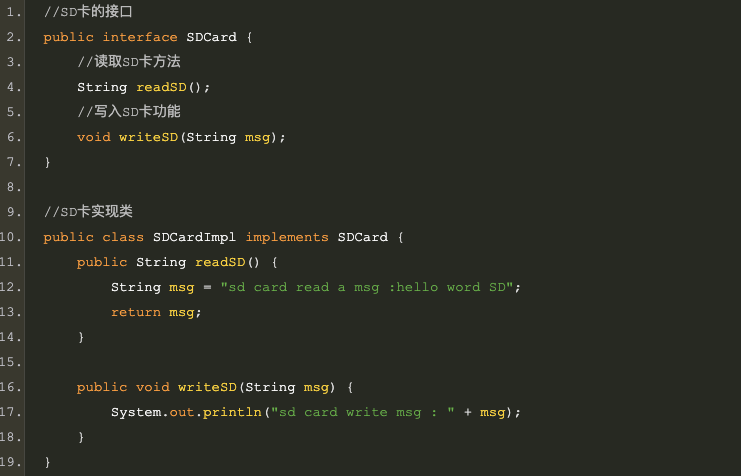 1. //SD卡的接口
2. public interface SDCard {
3.     //读取SD卡方法
4.     String readSD();
5.     //写入SD卡功能
6.     void writeSD(String msg);
7. }
8.
9. //SD卡实现类
10. public class SDCardImpl implements SDCard {
11.     public String readSD() {
12.         String msg = "sd card read a msg :hello word SD";
13.         return msg;
14.     }
15.
16.     public void writeSD(String msg) {
17.         System.out.println("sd card write msg : " + msg);
18.     }
19. }